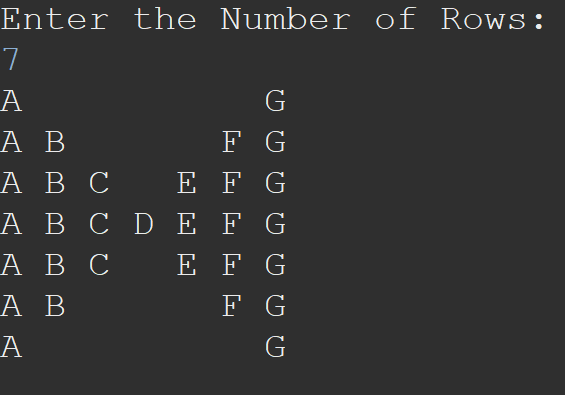 Enter the Number of Rows:
7
A           G
A B       F G
A B C   E F G
A B C D E F G
A B C   E F G
A B       F G
A           G